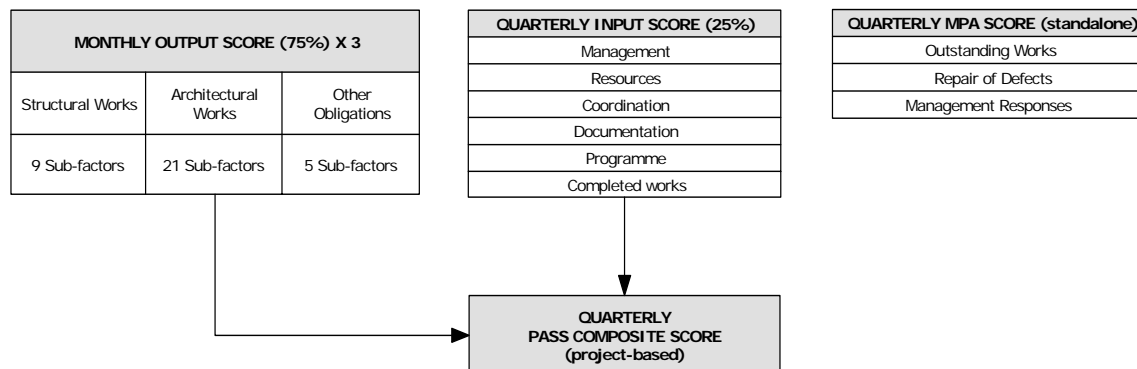 MONTHLY OUTPUT SCORE (75%) X 3
Structural Works
Architectural
Works
Other
Obligations
9 Sub-factors
21 Sub-factors
5 Sub-factors
QUARTERLY INPUT SCORE (25%)
Management
Resources
Coordination
Documentation
Programme
Completed works
QUARTERLY MPA SCORE (standalone)
Outstanding Works
Repair of Defects
Management Responses
QUARTERLY
PASS COMPOSITE SCORE
(project-based)